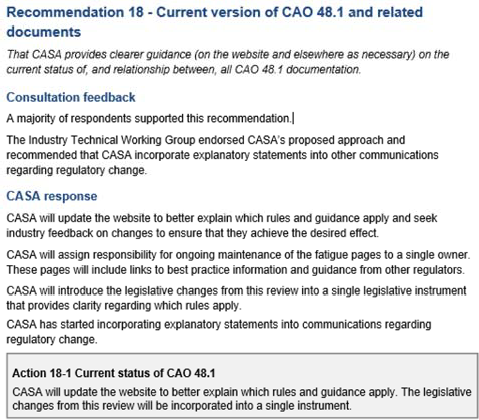 Recommendation 18 - Current version of CAO 48.1 and related
documents
That CASA provides clearer guidance (on the website and elsewhere as necessary) on the
current status of, and relationship between, all CAO 48.1 documentation.
Consultation feedback
A majority of respondents supported this recommendation.
The Industry Technical Working Group endorsed CASA's proposed approach and
recommended that CASA incorporate explanatory statements into other communications
regarding regulatory change.
CASA response
CASA will update the website to better explain which rules and guidance apply and seek
industry feedback on changes to ensure that they achieve the desired effect.
CASA will assign responsibility for ongoing maintenance of the fatigue pages to a single owner.
These pages will include links to best practice information and guidance from other regulators.
CASA will introduce the legislative changes from this review into a single legislative instrument
that provides clarity regarding which rules apply.
CASA has started incorporating explanatory statements into communications regarding
regulatory change.
Action 18-1 Current status of CAO 48.1
CASA will update the website to better explain which rules and guidance apply. The legislative
changes from this review will be incorporated into a single instrument.